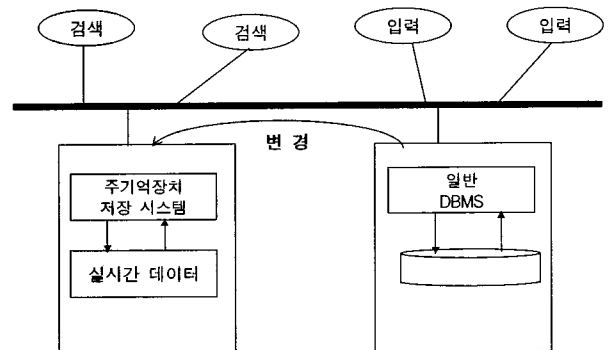 검색
검색
입력
입력
변 경
주기억장치
저장 시스템
실시간 데이터
일반
DBMS